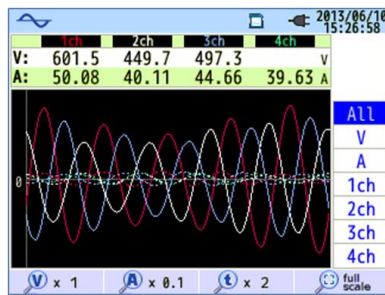 2013/06/10
15:26:58
1ch 2ch 3ch 4ch
V: 601.5 449.7 497.3 V
A: 50.08 40.11 44.66 39.63 A
0
All
V
A
1ch
2ch
3ch
4ch
V x 1 A x 0.1 t x 2 full scale